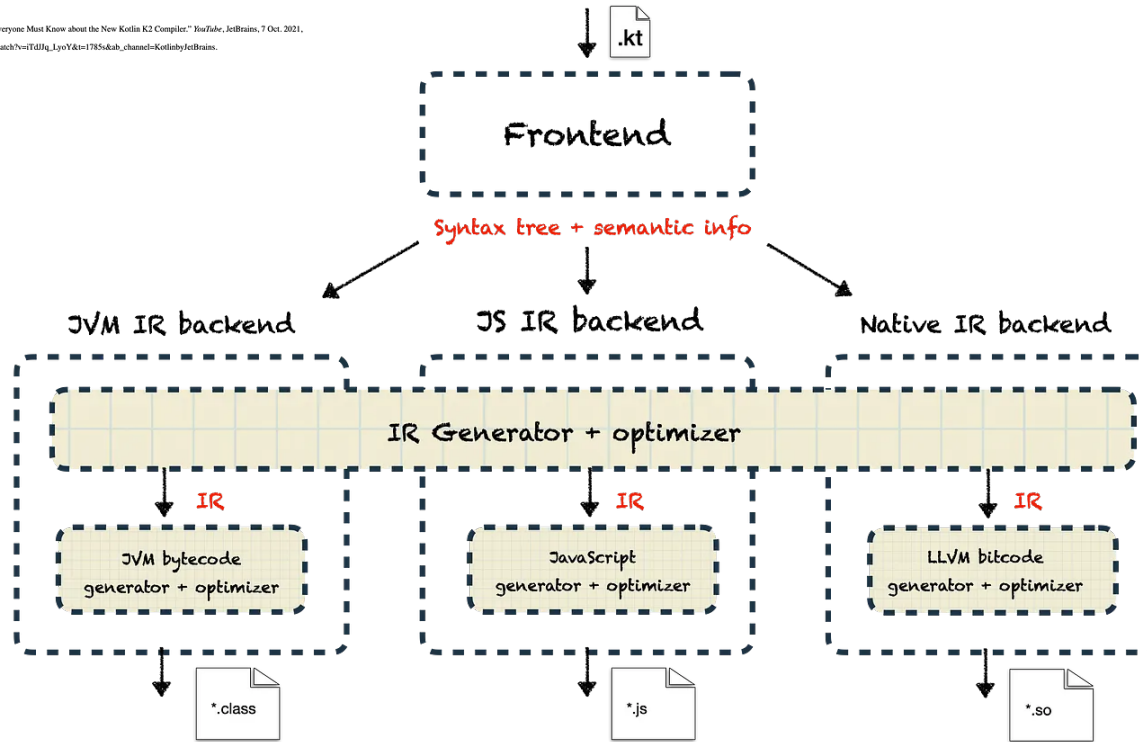 veryone Must Know about the New Kotlin K2 Compiler." YouTube, JetBrains, 7 Oct. 2021,
atch?v=iTdJJq_LyoY&t=1785s&ab_channel=KotlinbyJetBrains.
.kt
Frontend
Syntax tree + semantic info
JVM IR backend
JS IR backend
Native IR backend
IR Generator + optimizer
IR
IR
IR
JVM bytecode
generator + optimizer
JavaScript
generator + optimizer
LLVM bitcode
generator + optimizer
*.class
*.js
*.so